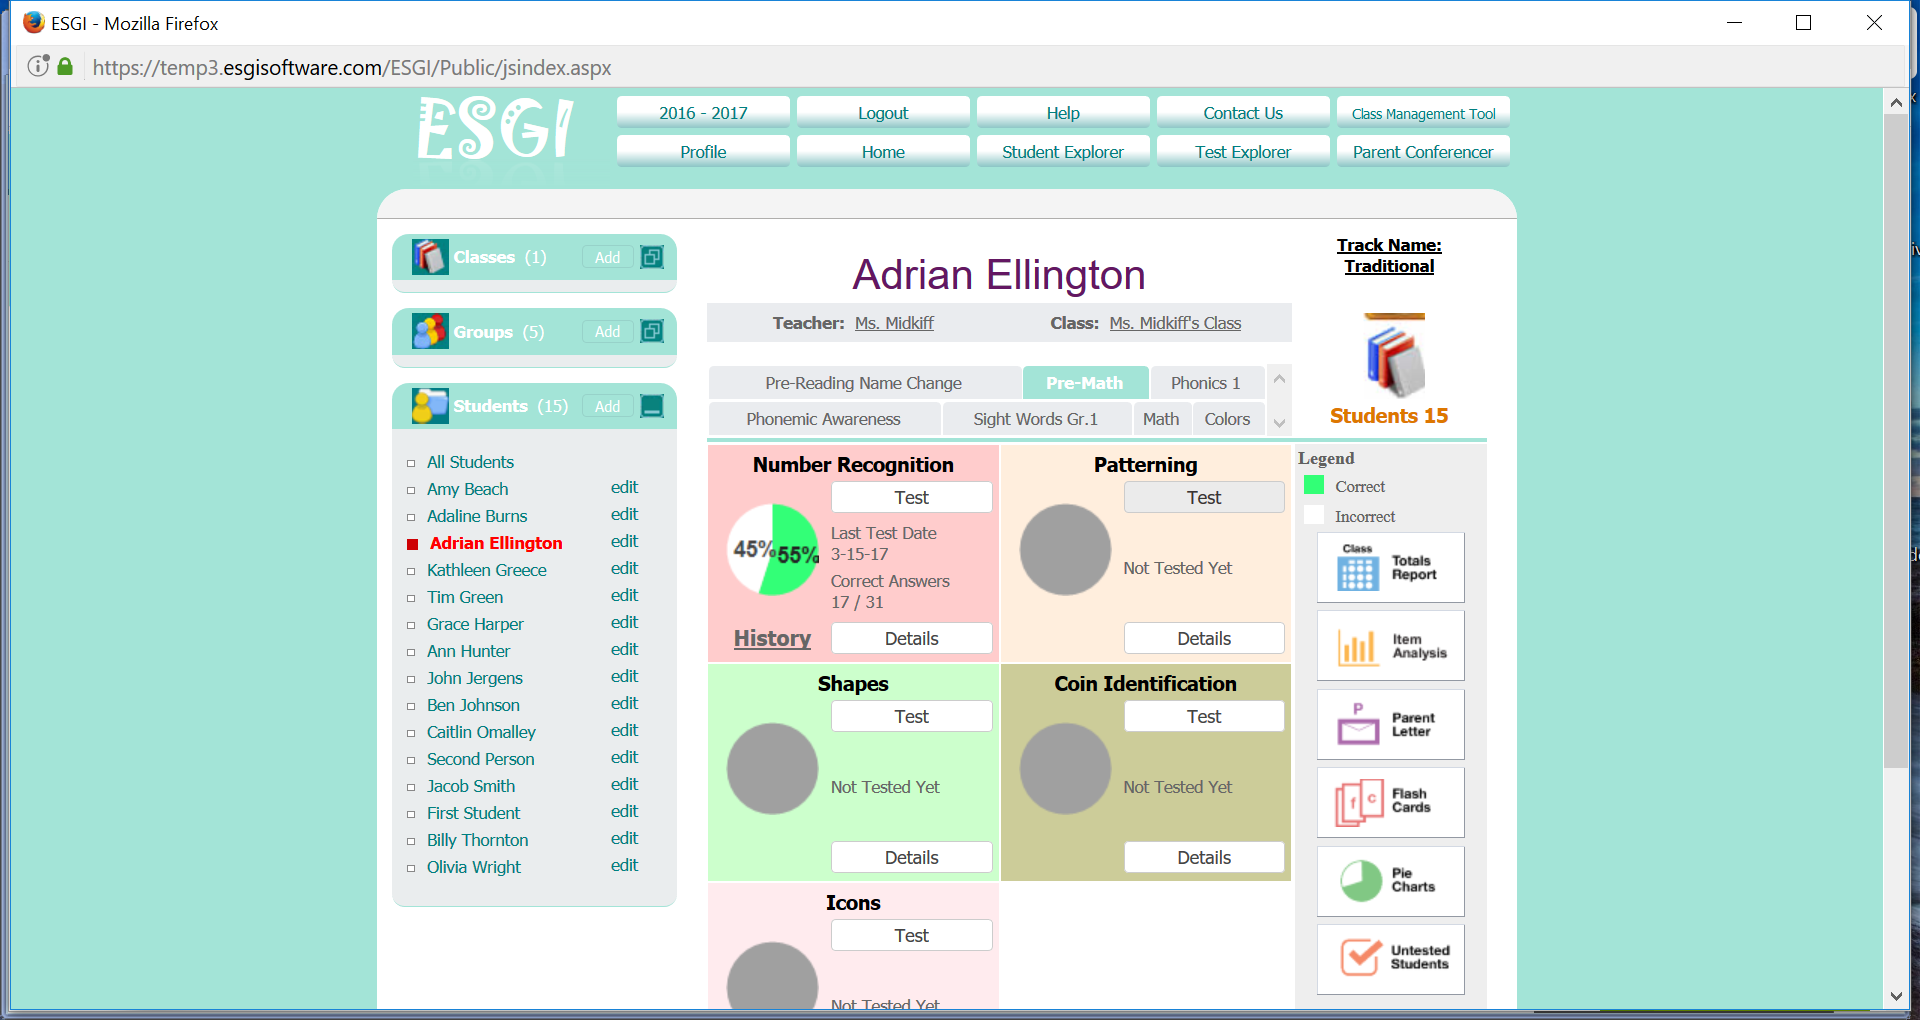 ESGI - Mozilla Firefox
https://temp3.esgisoftware.com/ESGI/Public/jsindex.aspx
ESGI
2016 - 2017
Logout
Help
Contact Us
Class Management Tool
Profile
Home
Student Explorer
Test Explorer
Parent Conferencer
Classes (1)
Add
Groups (5)
Add
Students (15)
Add
All Students
Amy Beach edit
Adaline Burns edit
Adrian Ellington edit
Kathleen Greece edit
Tim Green edit
Grace Harper edit
Ann Hunter edit
John Jergens edit
Ben Johnson edit
Caitlin Omalley edit
Second Person edit
Jacob Smith edit
First Student edit
Billy Thornton edit
Olivia Wright edit
Adrian Ellington
Teacher: Ms. Midkiff Class: Ms. Midkiff's Class
Track Name:
Traditional
Students 15
Pre-Reading Name Change
Pre-Math
Phonics 1
Phonemic Awareness
Sight Words Gr.1
Math
Colors
Number Recognition
Test
45% 55%
Last Test Date
3-15-17
Correct Answers
17 / 31
History
Details
Patterning
Test
Not Tested Yet
Details
Shapes
Test
Not Tested Yet
Details
Coin Identification
Test
Not Tested Yet
Details
Icons
Test
Not Tested Yet
Legend
Correct
Incorrect
Class
Totals
Report
Item
Analysis
P
Parent
Letter
f c
Flash
Cards
Pie
Charts
Untested
Students